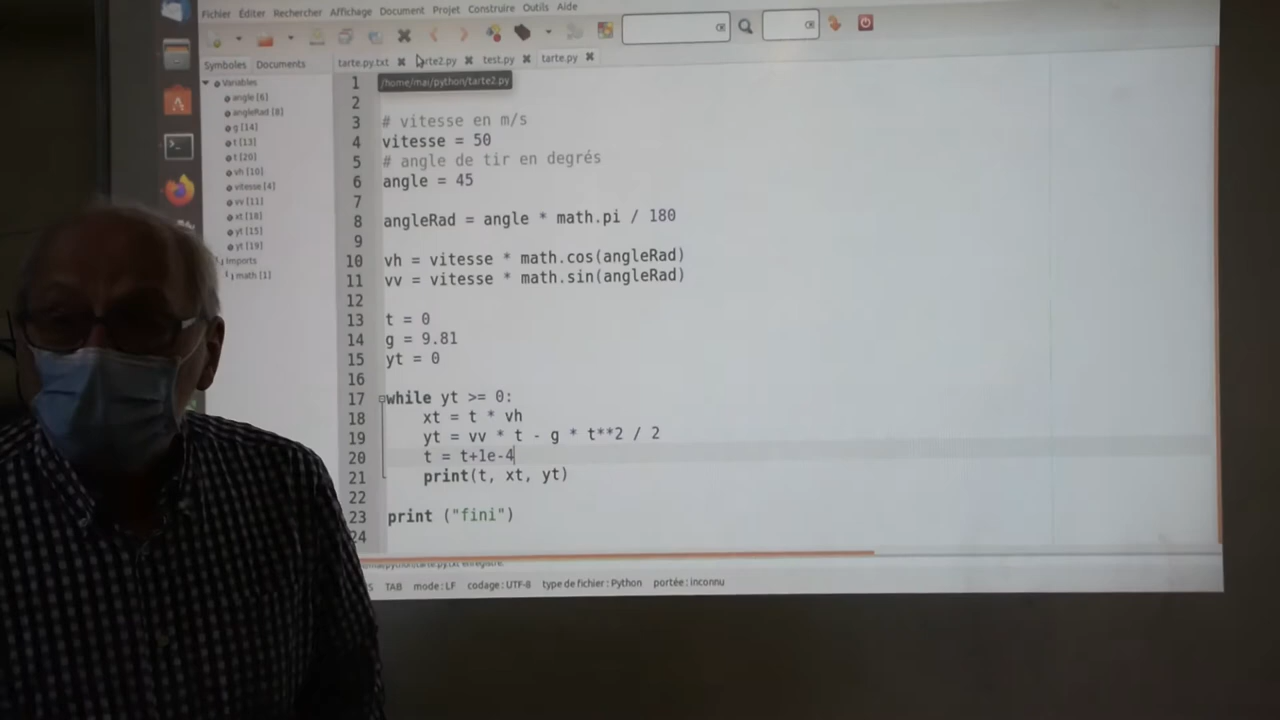 Fichier Éditer Rechercher Affichage Document Projet Construire Outils Aide
Symboles Documents
tarte.py.txt tarte2.py test.py tarte.py
/home/mai/python/tarte2.py
Variables
angle [6]
angleRad [8]
g [14]
t [13]
t [20]
vh [10]
vitesse [4]
vv [11]
xt [18]
yt [15]
yt [19]
Imports
math [1]
1
2
3 # vitesse en m/s
4 vitesse = 50
5 # angle de tir en degrés
6 angle = 45
7
8 angleRad = angle * math.pi / 180
9
10 vh = vitesse * math.cos(angleRad)
11 vv = vitesse * math.sin(angleRad)
12
13 t = 0
14 g = 9.81
15 yt = 0
16
17 while yt >= 0:
18 xt = t * vh
19 yt = vv * t - g * t**2 / 2
20 t = t+1e-4
21 print(t, xt, yt)
22
23 print ("fini")
24
TAB mode : LF codage : UTF-8 type de fichier : Python portée : inconnu